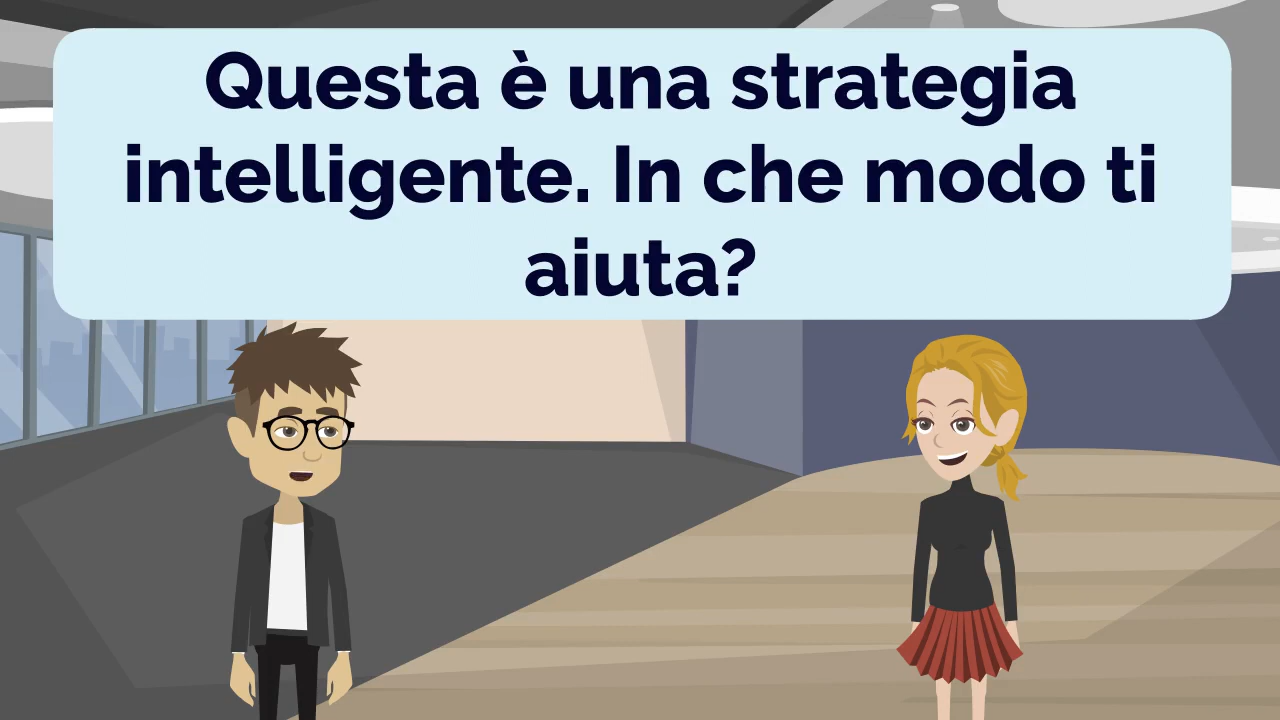 Questa è una strategia
intelligente. In che modo ti
aiuta?